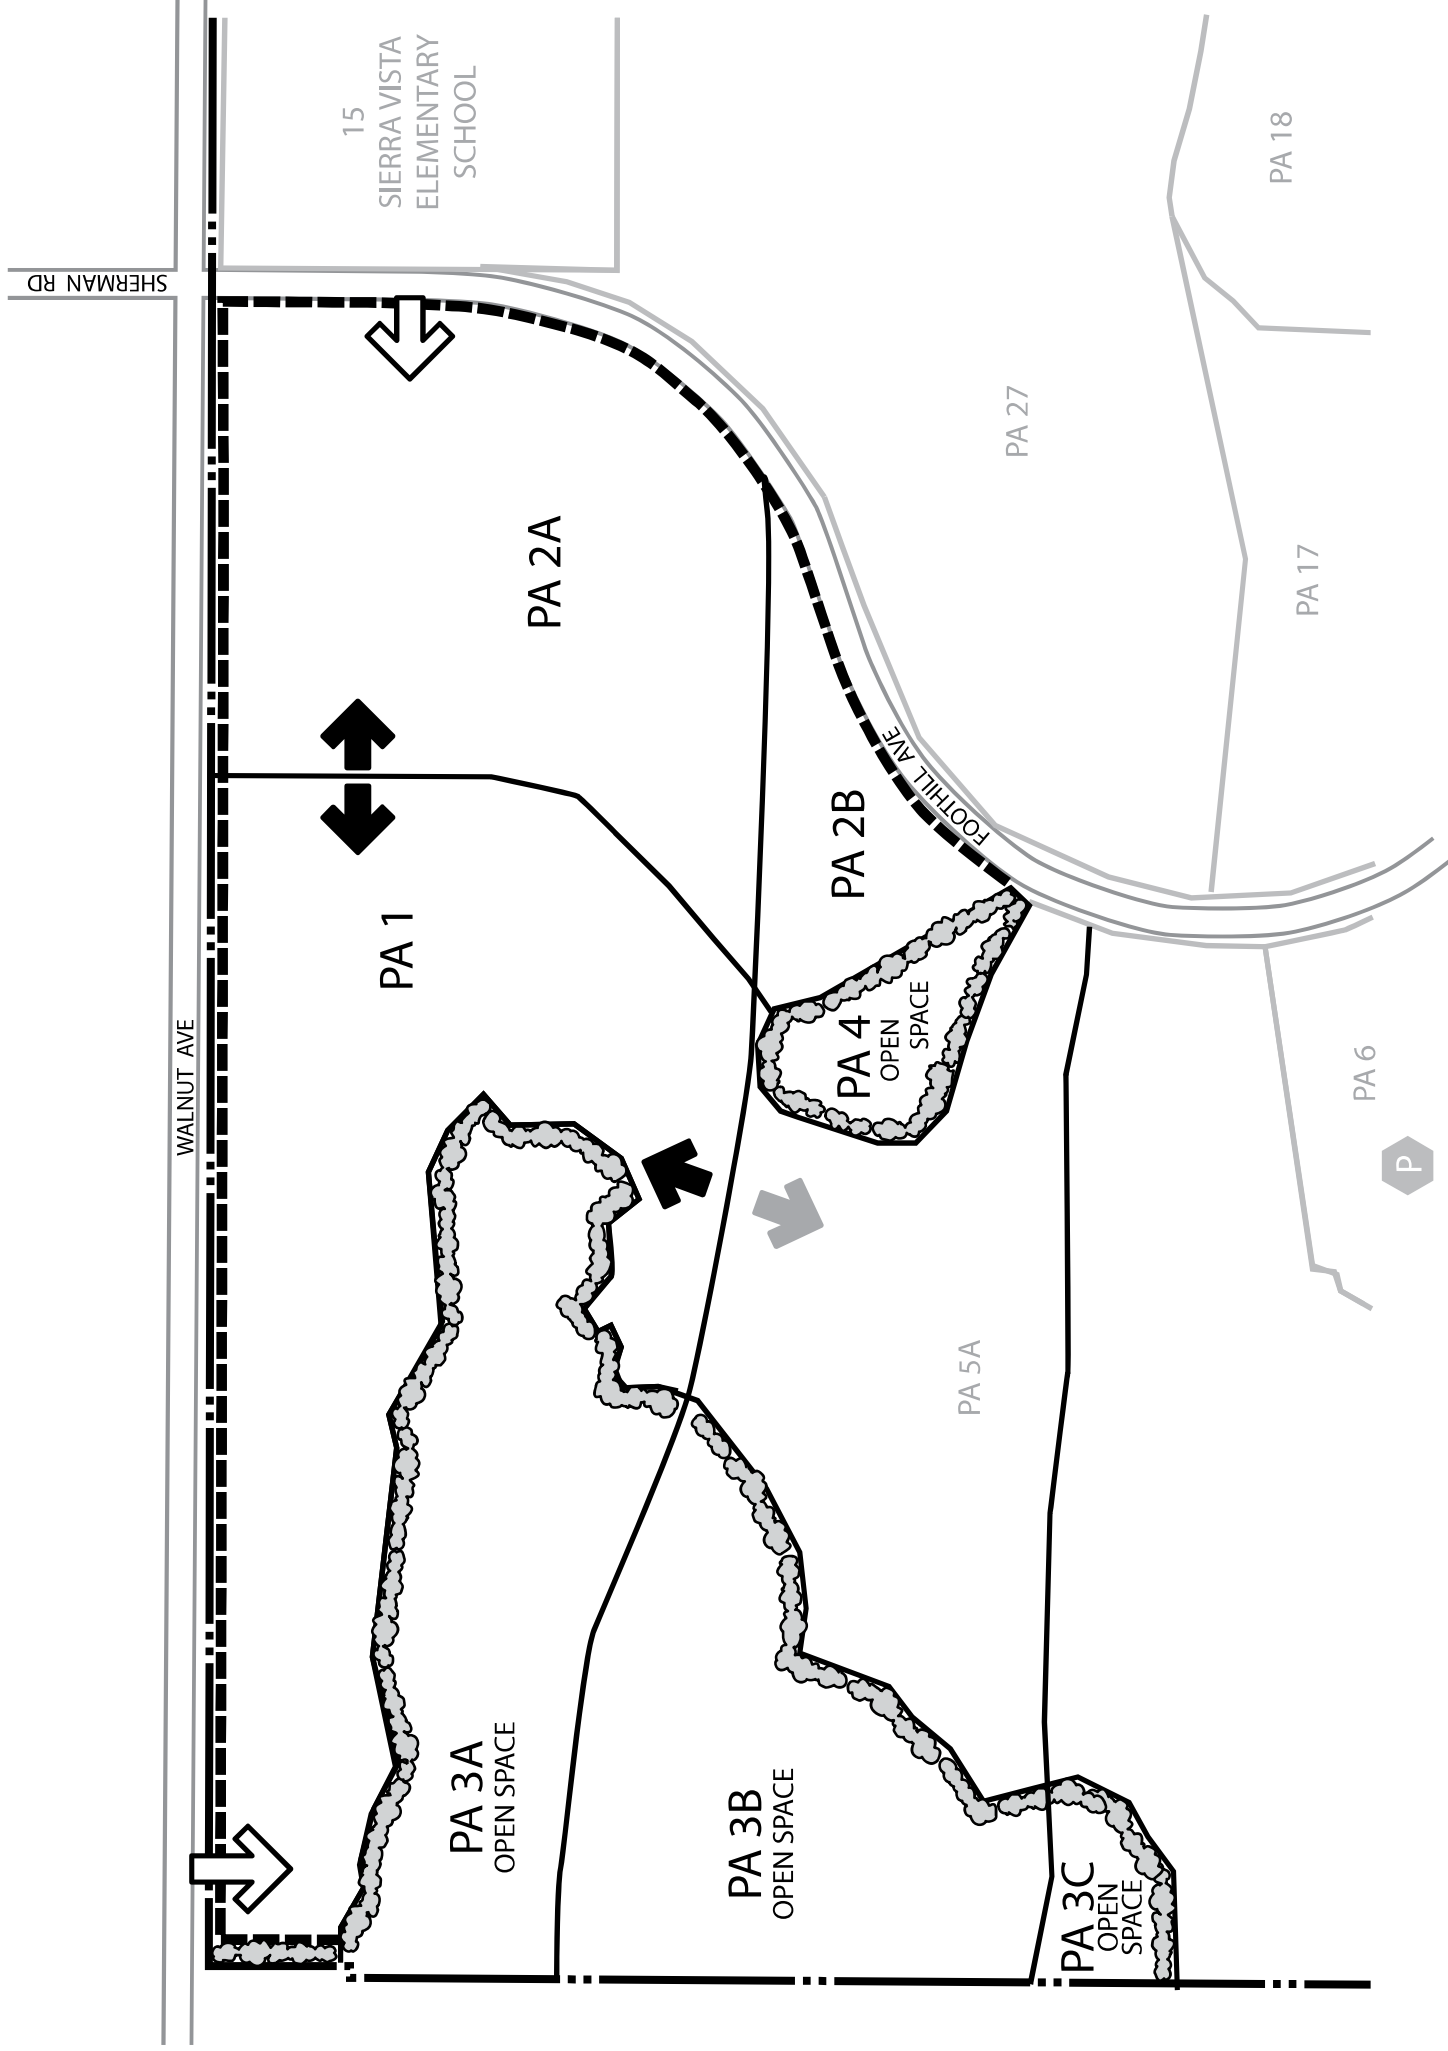 SHERMAN RD
15
SIERRA VISTA
ELEMENTARY
SCHOOL
PA 18
PA 27
PA 17
PA 2A
PA 2B
FOOTHILL AVE
WALNUT AVE
PA 1
PA 4
OPEN
SPACE
PA 6
P
PA 5A
PA 3A
OPEN SPACE
PA 3B
OPEN SPACE
PA 3C
OPEN
SPACE